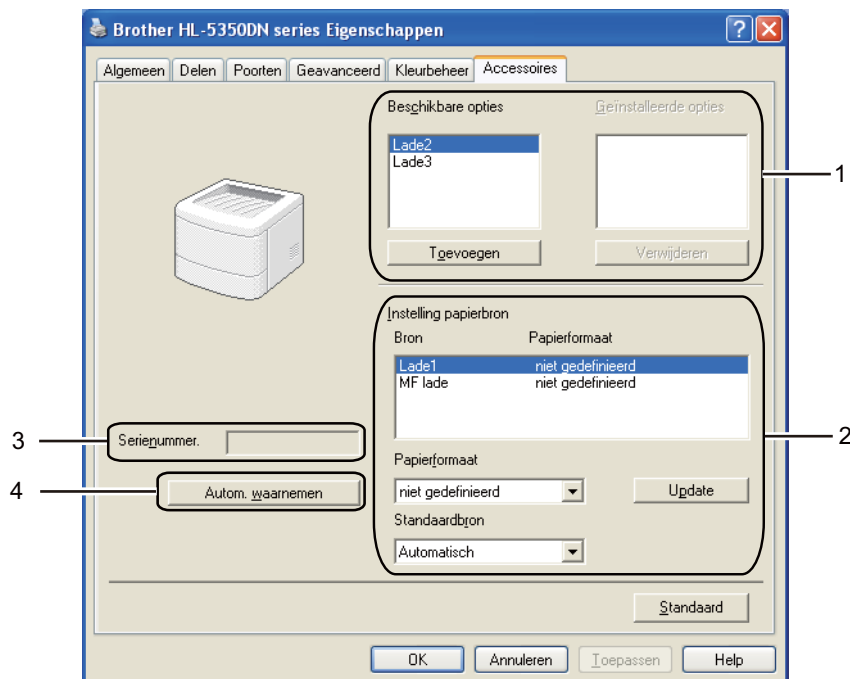 Brother HL-5350DN series Eigenschappen
Algemeen Delen Poorten Geavanceerd Kleurbeheer Accessoires
Beschikbare opties Geïnstalleerde opties
Lade2
Lade3
1
Toevoegen Verwijderen
Instelling papierbron
Bron Papierformaat
Lade1 niet gedefinieerd
MF lade niet gedefinieerd
2
3 Serienummer.
Papierformaat
4 Autom. waarnemen
niet gedefinieerd Update
Standaardbron
Automatisch
Standaard
OK Annuleren Toepassen Help